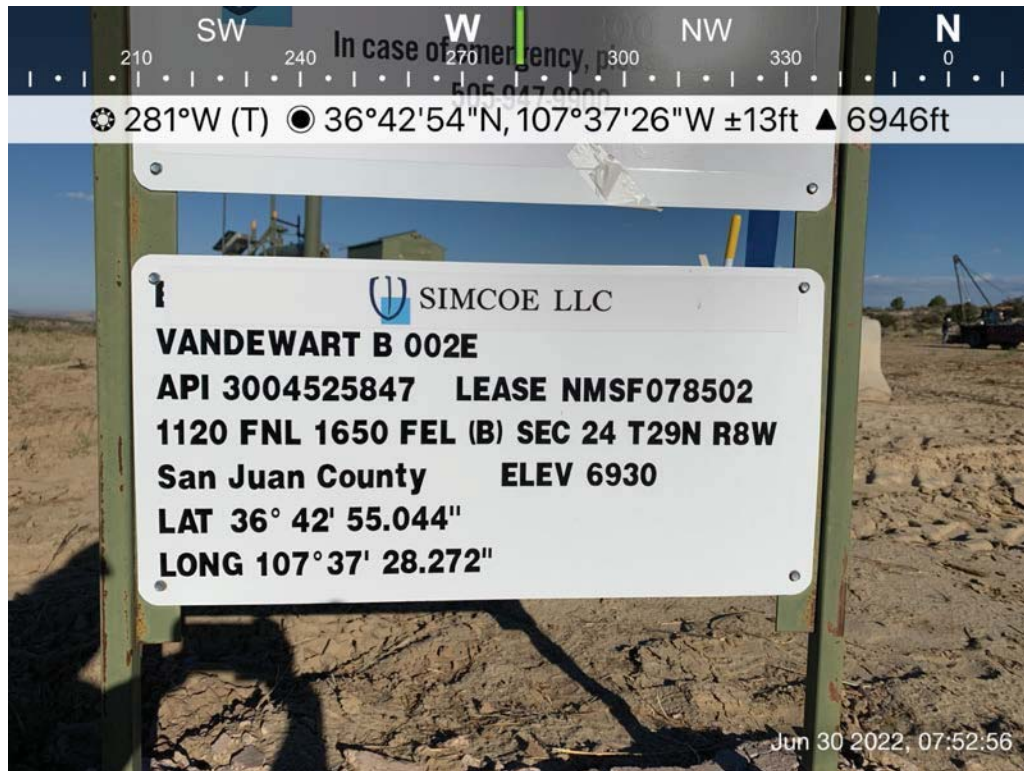 SW W NW N
210 240 270 300 330 0
In case of emergency, pl
505-947-9900
281°W (T) 36°42'54"N, 107°37'26"W ±13ft ▲ 6946ft
SIMCOE LLC
VANDEWART B 002E
API 3004525847 LEASE NMSF078502
1120 FNL 1650 FEL (B) SEC 24 T29N R8W
San Juan County ELEV 6930
LAT 36° 42' 55.044"
LONG 107°37' 28.272"
Jun 30 2022, 07:52:56